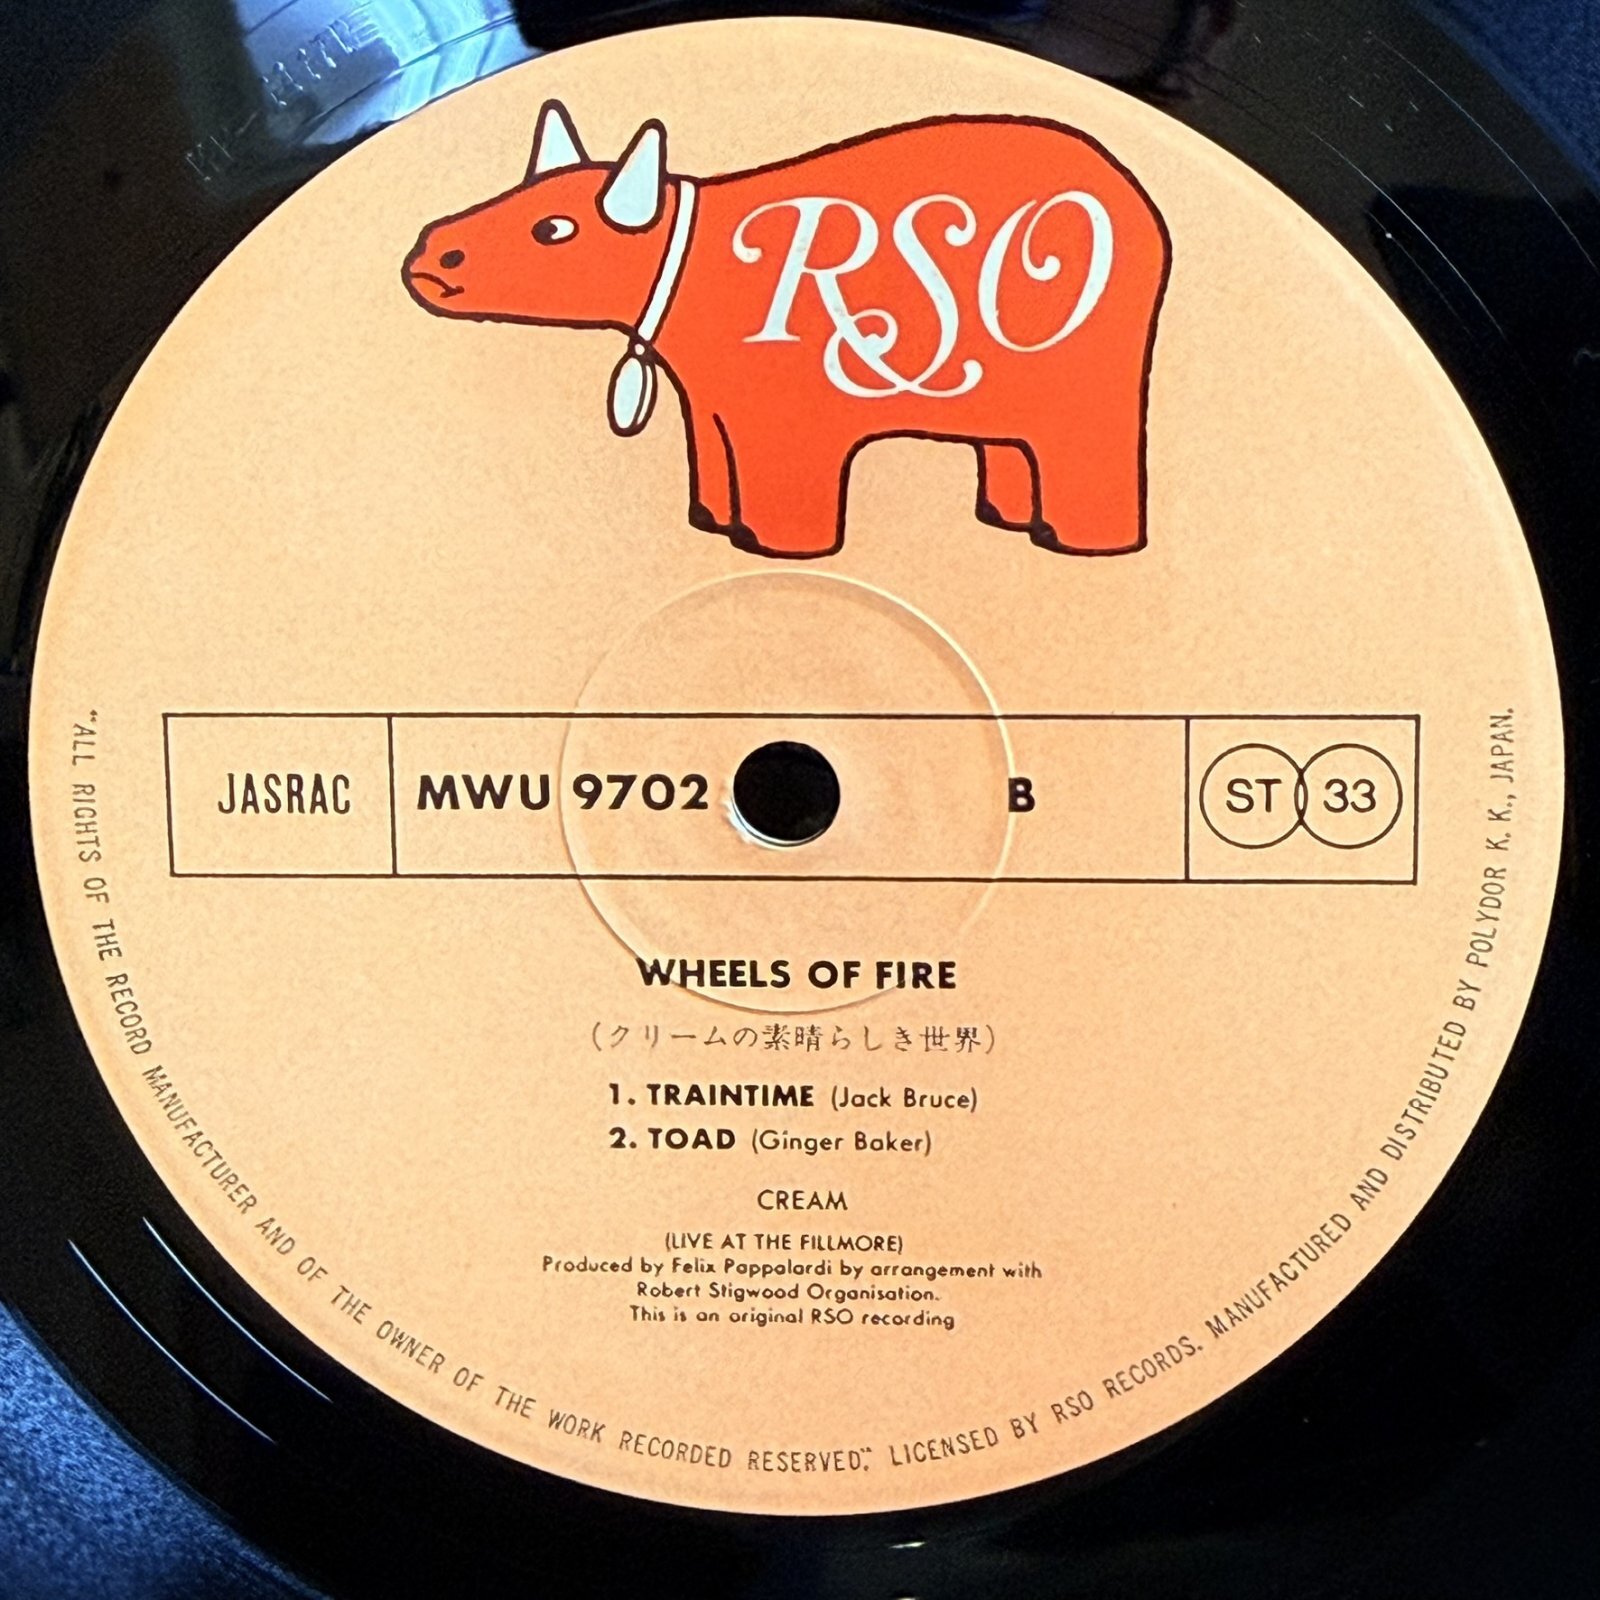 RSO
JASRAC
MWU 9702
B
ST 33
WHEELS OF FIRE
(クリームの素晴らしき世界)
1. TRAINTIME (Jack Bruce)
2. TOAD (Ginger Baker)
CREAM
(LIVE AT THE FILLMORE)
Produced by Felix Pappalardi by arrangement with
Robert Stigwood Organisation.
This is an original RSO recording
"ALL RIGHTS OF THE RECORD MANUFACTURER AND OF THE OWNER OF THE WORK RECORDED RESERVED." LICENSED BY RSO RECORDS. MANUFACTURED AND DISTRIBUTED BY POLYDOR K. K., JAPAN.